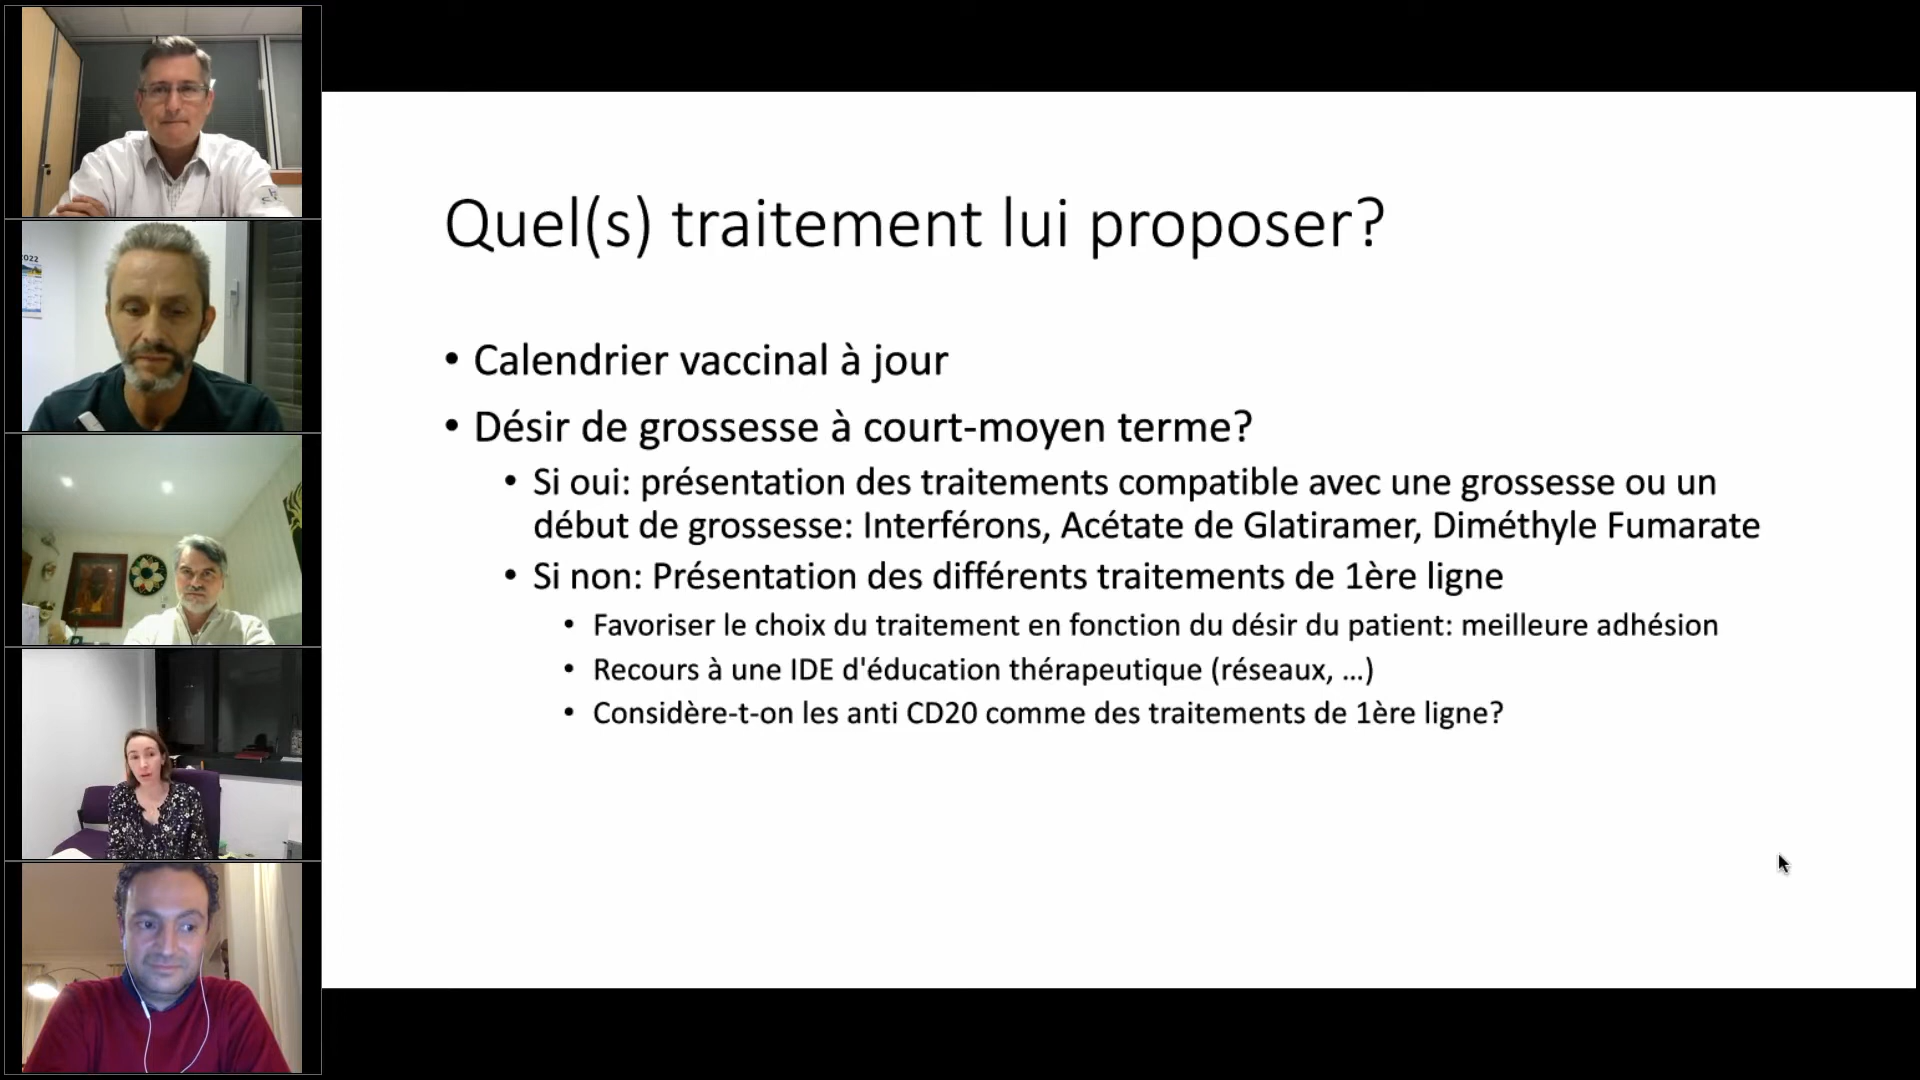 2022
Quel(s) traitement lui proposer?
• Calendrier vaccinal à jour
• Désir de grossesse à court-moyen terme?
• Si oui: présentation des traitements compatible avec une grossesse ou un
début de grossesse: Interférons, Acétate de Glatiramer, Diméthyle Fumarate
• Si non: Présentation des différents traitements de 1ère ligne
• Favoriser le choix du traitement en fonction du désir du patient: meilleure adhésion
• Recours à une IDE d'éducation thérapeutique (réseaux, ...)
• Considère-t-on les anti CD20 comme des traitements de 1ère ligne?